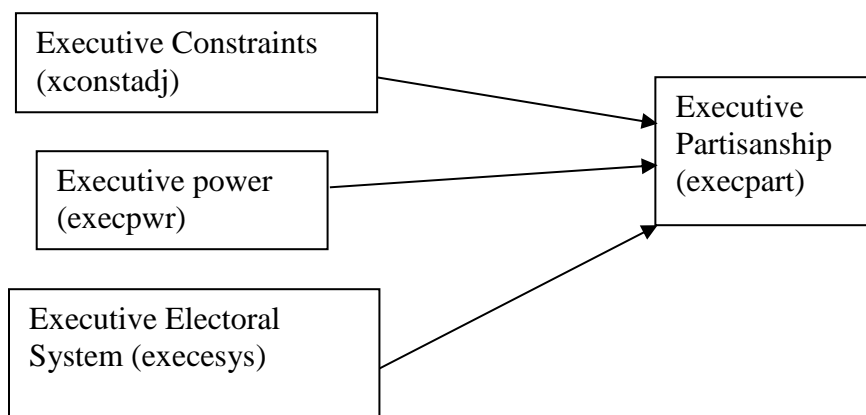 Executive Constraints
(xconstadj)
Executive power
(execpwr)
Executive Electoral
System (execesys)
Executive
Partisanship
(execpart)